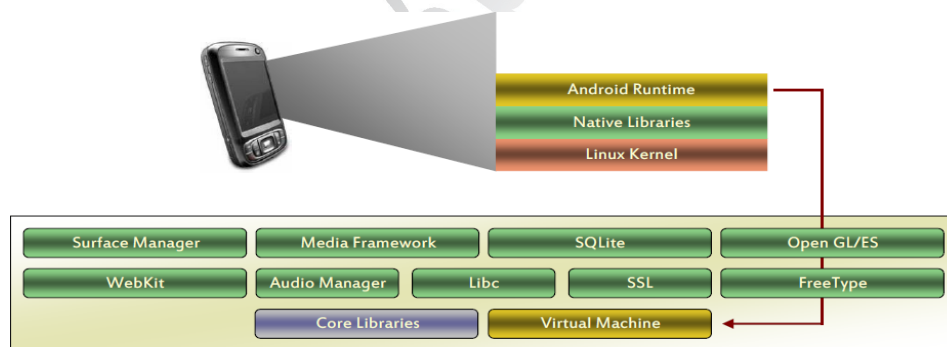 Android Runtime
Native Libraries
Linux Kernel
Surface Manager Media Framework SQLite Open GL/ES
WebKit Audio Manager Libc SSL FreeType
Core Libraries Virtual Machine